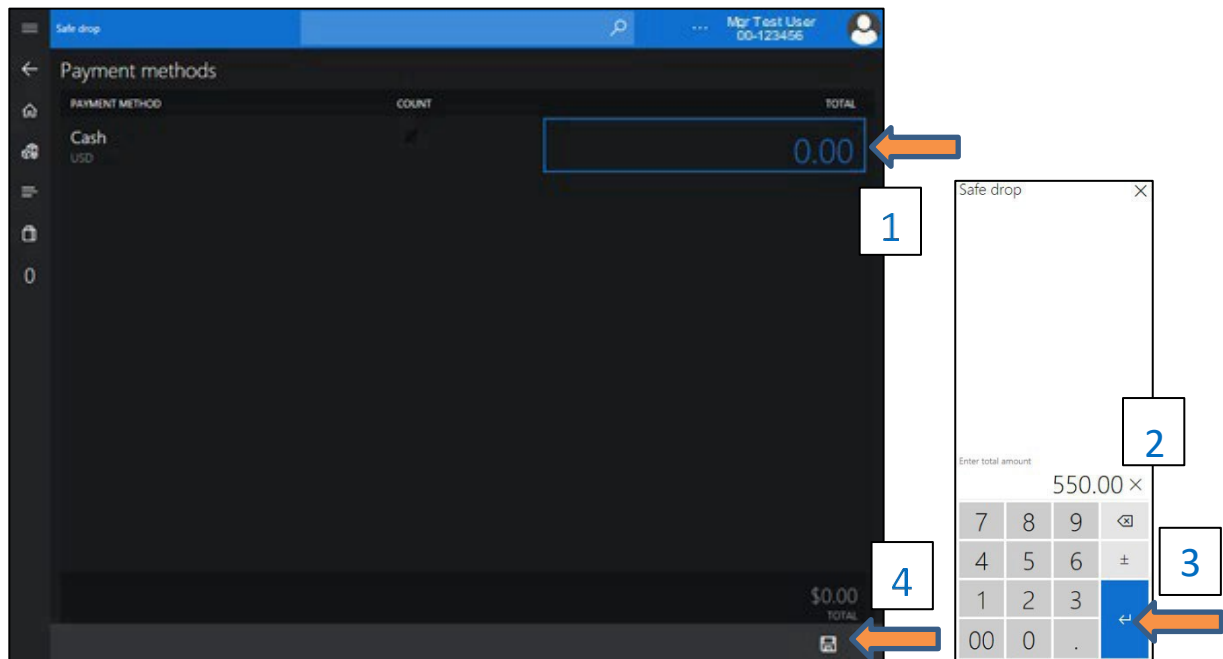 Safe drop
Mgr Test User
00-123456
Payment methods
PAYMENT METHOD COUNT TOTAL
Cash
USD
0.00
1
0
4
$0.00
TOTAL
Safe drop
2
Enter total amount
550.00 ×
7 8 9
4 5 6 ±
3
1 2 3
00 0 .